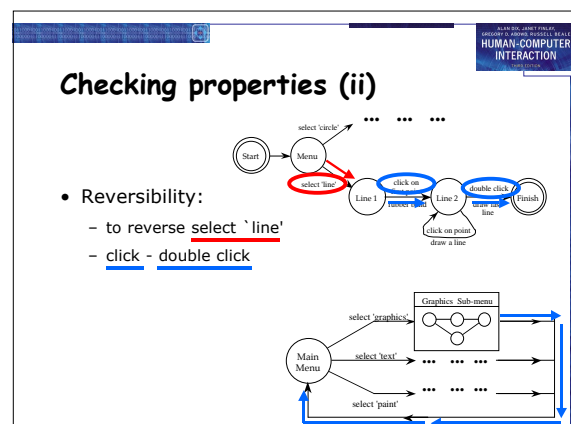 ALAN DIX, JANET FINLAY,
GREGORY D. ABOWD, RUSSELL BEALE
HUMAN-COMPUTER
INTERACTION
THIRD EDITION
Checking properties (ii)
• • •
select 'circle'
Start
Menu
select 'line'
click on
first point
rubber band
double click
draw last
line
Line 1
Line 2
Finish
click on point
draw a line
• Reversibility:
– to reverse select `line'
– click - double click
Graphics Sub-menu
select 'graphics'
Main
Menu
select 'text'
• • • • • • • • •
• • • • • • • • •
select 'paint'